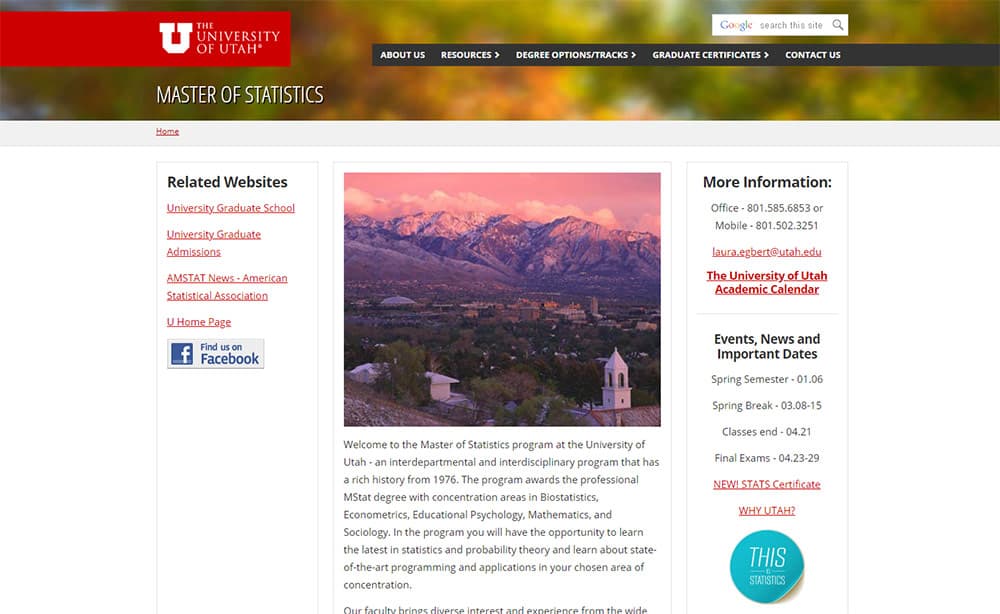 THE
UNIVERSITY
OF UTAH®
Google search this site
ABOUT US RESOURCES DEGREE OPTIONS/TRACKS GRADUATE CERTIFICATES CONTACT US
MASTER OF STATISTICS
Home
Related Websites
University Graduate School
University Graduate
Admissions
AMSTAT News - American
Statistical Association
U Home Page
Find us on
Facebook
Welcome to the Master of Statistics program at the University of
Utah - an interdepartmental and interdisciplinary program that has
a rich history from 1976. The program awards the professional
MStat degree with concentration areas in Biostatistics,
Econometrics, Educational Psychology, Mathematics, and
Sociology. In the program you will have the opportunity to learn
the latest in statistics and probability theory and learn about state-
of-the-art programming and applications in your chosen area of
concentration.
Our faculty brings diverse interest and experience from the wide
More Information:
Office - 801.585.6853 or
Mobile - 801.502.3251
laura.egbert@utah.edu
The University of Utah
Academic Calendar
Events, News and
Important Dates
Spring Semester - 01.06
Spring Break - 03.08-15
Classes end - 04.21
Final Exams - 04.23-29
NEW! STATS Certificate
WHY UTAH?
THIS
IS
STATISTICS